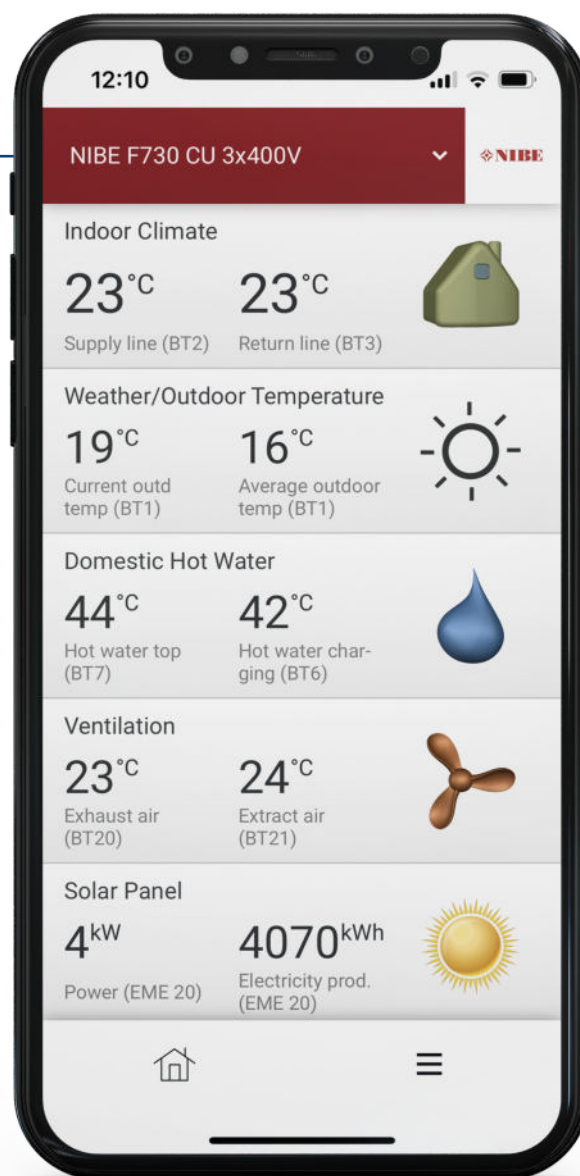 12:10
NIBE F730 CU 3x400V
NIBE
Indoor Climate
23°C 23°C
Supply line (BT2) Return line (BT3)
Weather/Outdoor Temperature
19°C 16°C
Current outd Average outdoor
temp (BT1) temp (BT1)
Domestic Hot Water
44°C 42°C
Hot water top Hot water char-
(BT7) ging (BT6)
Ventilation
23°C 24°C
Exhaust air Extract air
(BT20) (BT21)
Solar Panel
4kW 4070kWh
Power (EME 20) Electricity prod.
(EME 20)